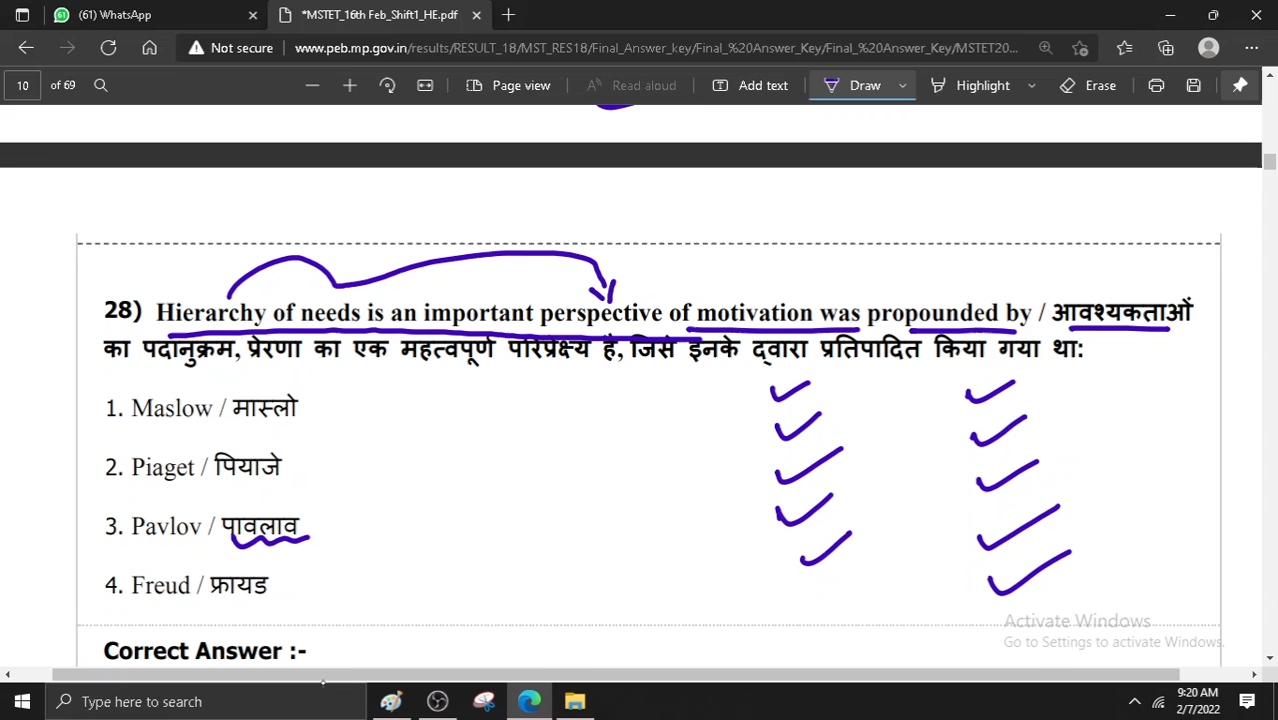 (61) WhatsApp
*MSTET_16th Feb_Shift1_HE.pdf
Not secure
www.peb.mp.gov.in/results/RESULT_18/MST_RES18/Final_Answer_key/Final_%20Answer_Key/Final_%20Answer_Key/MSTET20...
10 of 69
Page view
Read aloud
Add text
Draw
Highlight
Erase
28) Hierarchy of needs is an important perspective of motivation was propounded by / आवश्यकताओं
का पदानुक्रम, प्रेरणा का एक महत्वपूर्ण परिप्रेक्ष्य है, जिसे इनके द्वारा प्रतिपादित किया गया था:
1. Maslow / मास्लो
2. Piaget / पियाजे
3. Pavlov / पावलाव
4. Freud / फ्रायड
Activate Windows
Go to Settings to activate Windows.
Correct Answer :-
Type here to search
9:20 AM
2/7/2022